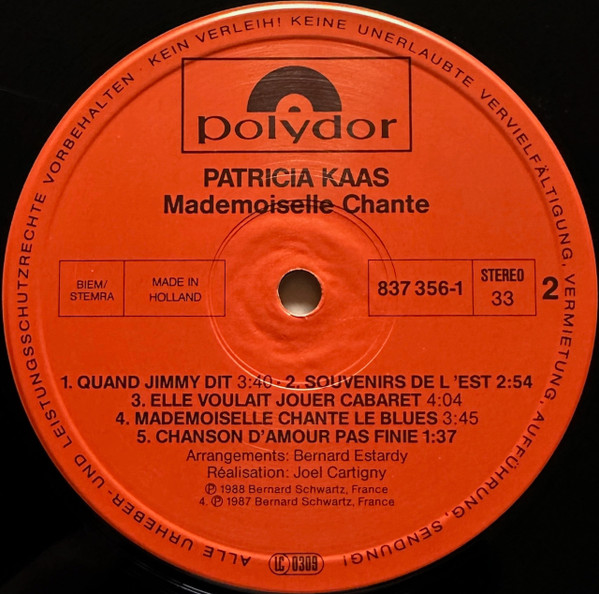 polydor
PATRICIA KAAS
Mademoiselle Chante
BIEM/
STEMRA
MADE IN
HOLLAND
837 356-1
STEREO
33
2
1. QUAND JIMMY DIT 3:40 · 2. SOUVENIRS DE L 'EST 2:54
3. ELLE VOULAIT JOUER CABARET 4:04
4. MADEMOISELLE CHANTE LE BLUES 3:45
5. CHANSON D'AMOUR PAS FINIE 1:37
Arrangements: Bernard Estardy
Réalisation: Joel Cartigny
℗ 1988 Bernard Schwartz, France
4. ℗ 1987 Bernard Schwartz, France
ALLE URHEBER- UND LEISTUNGSSCHUTZRECHTE VORBEHALTEN · KEIN VERLEIH! KEINE UNERLAUBTE VERVIELFÄLTIGUNG, VERMIETUNG, AUFFÜHRUNG, SENDUNG!
LC 0309